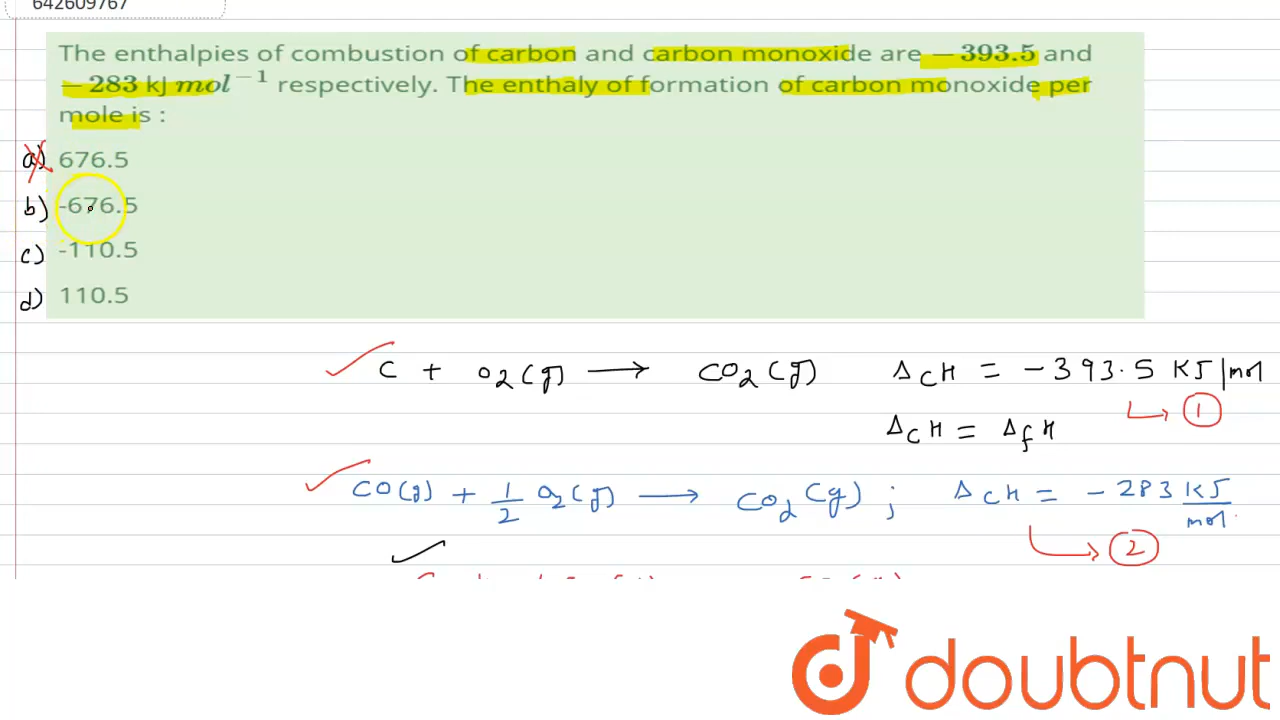 642609767
The enthalpies of combustion of carbon and carbon monoxide are −393.5 and
−283 kJ mol⁻¹ respectively. The enthaly of formation of carbon monoxide per
mole is :
a) 676.5
b) -676.5
c) -110.5
d) 110.5
C + O₂(g) ⟶ CO₂(g) ΔcH = −393.5 KJ/mol
1
ΔcH = ΔfH
CO(g) + 1/2 O₂(g) ⟶ CO₂(g) ; ΔcH = −283 KJ/mol.
2
doubtnut